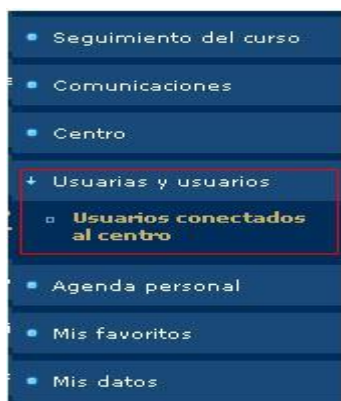 Seguimiento del curso
Comunicaciones
Centro
Usuarias y usuarios
Usuarios conectados
al centro
Agenda personal
Mis favoritos
Mis datos